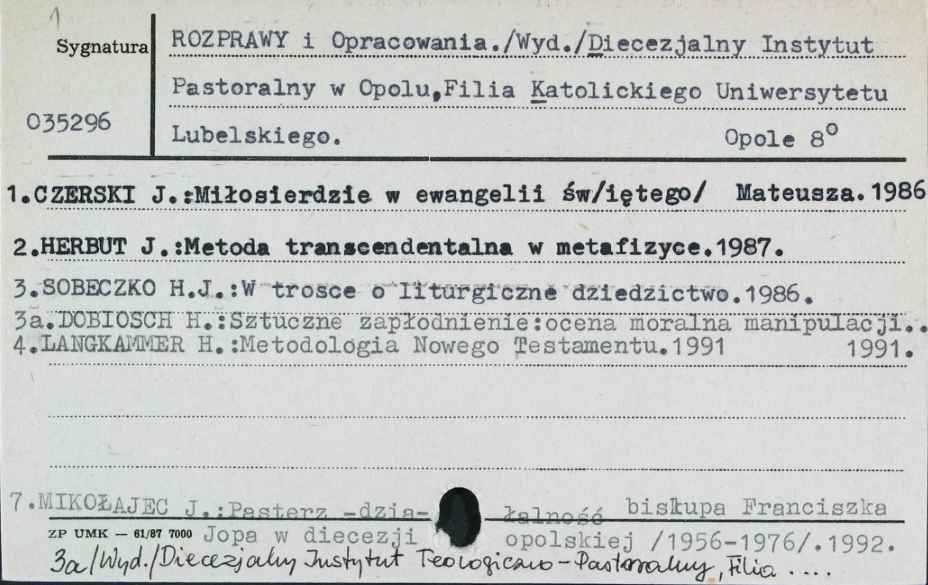 1
Sygnatura
ROZPRAWY i Opracowania./Wyd./Diecezjalny Instytut
Pastoralny w Opolu,Filia Katolickiego Uniwersytetu
035296
Lubelskiego. Opole 8°
1.CZERSKI J.:Miłosierdzie w ewangelii św/iętego/ Mateusza.1986
2.HERBUT J.:Metoda transcendentalna w metafizyce.1987.
3.SOBECZKO H.J.:W trosce o liturgiczne dziedzictwo.1986.
3a.DOBIOSCH H.:Sztuczne zapłodnienie:ocena moralna manipulacji..
4.LANGKAMMER H.:Metodologia Nowego Testamentu.1991 1991.
7.MIKOŁAJEC J.:Pasterz -dzia- łalność biskupa Franciszka
ZP UMK — 61/87 7000 Jopa w diecezji opolskiej /1956-1976/.1992.
3a/Wyd./Diecezjalny Instytut Teologiczno-Pastoralny, Filia ....